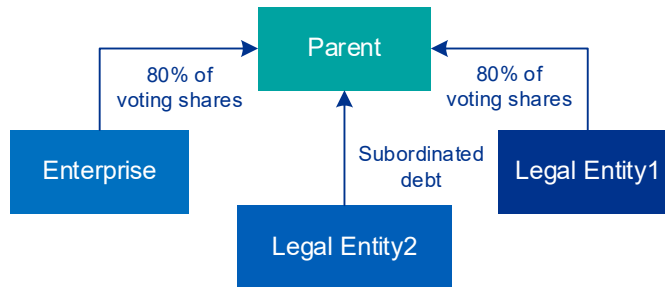 Parent
80% of
voting shares
80% of
voting shares
Enterprise
Subordinated
debt
Legal Entity1
Legal Entity2